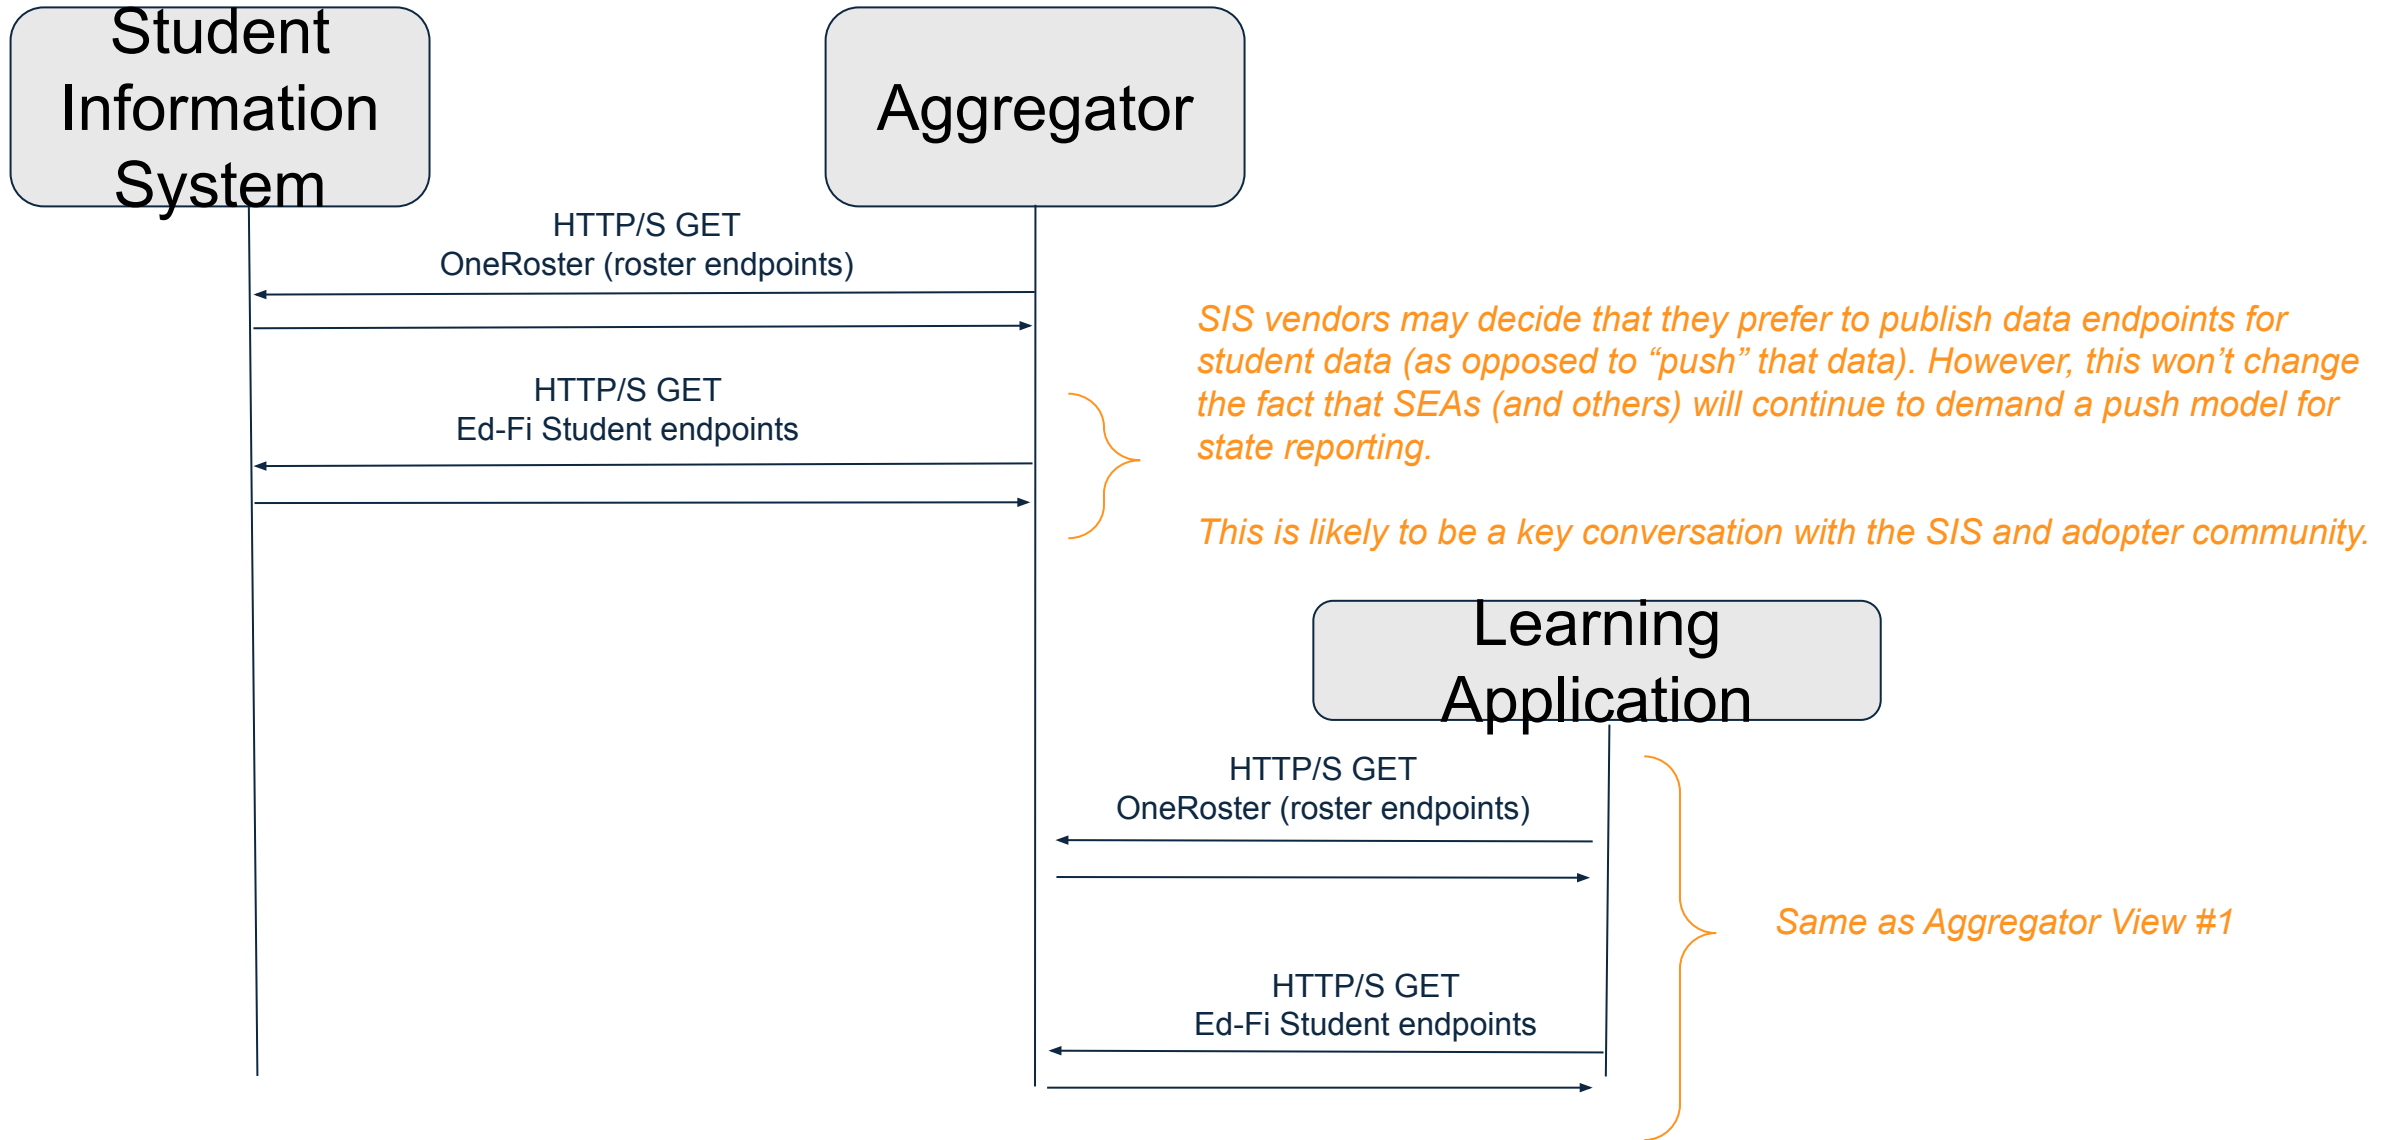 Student
Information
System
Aggregator
HTTP/S GET
OneRoster (roster endpoints)
SIS vendors may decide that they prefer to publish data endpoints for
student data (as opposed to “push” that data). However, this won’t change
the fact that SEAs (and others) will continue to demand a push model for
state reporting.
HTTP/S GET
Ed-Fi Student endpoints
This is likely to be a key conversation with the SIS and adopter community.
Learning
Application
HTTP/S GET
OneRoster (roster endpoints)
Same as Aggregator View #1
HTTP/S GET
Ed-Fi Student endpoints